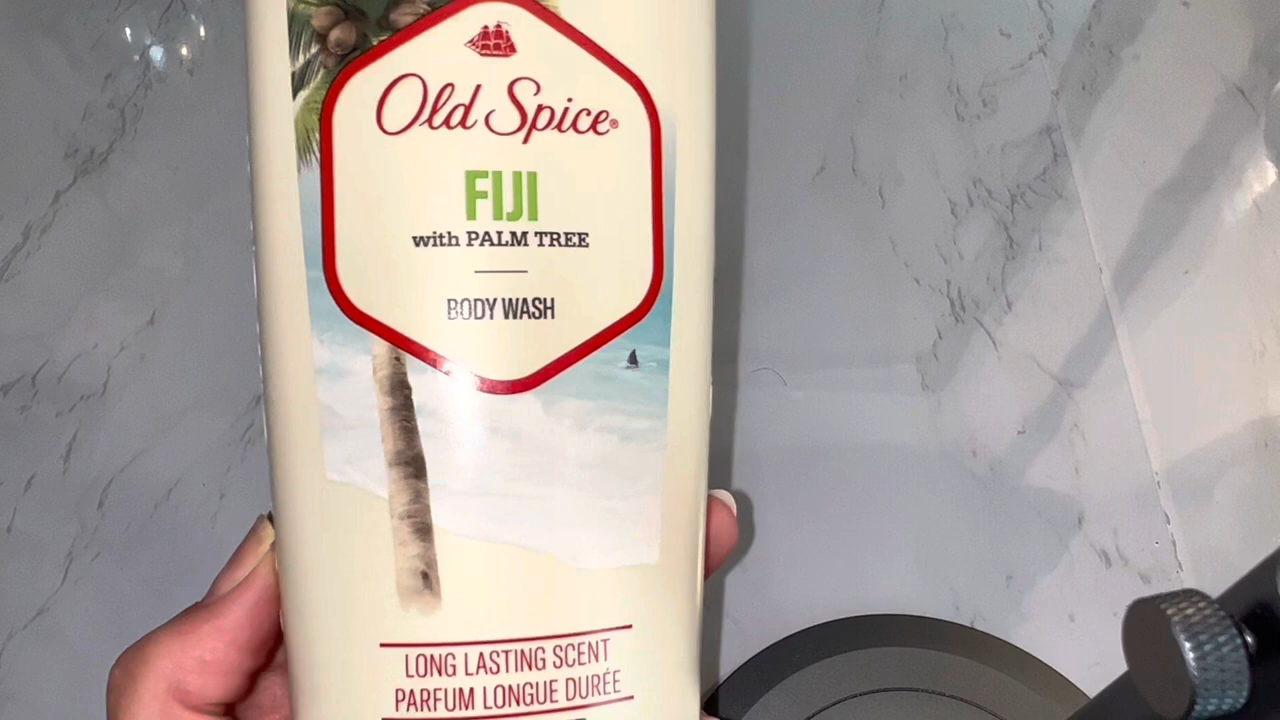 Old Spice®
FIJI
with PALM TREE
BODY WASH
LONG LASTING SCENT
PARFUM LONGUE DURÉE